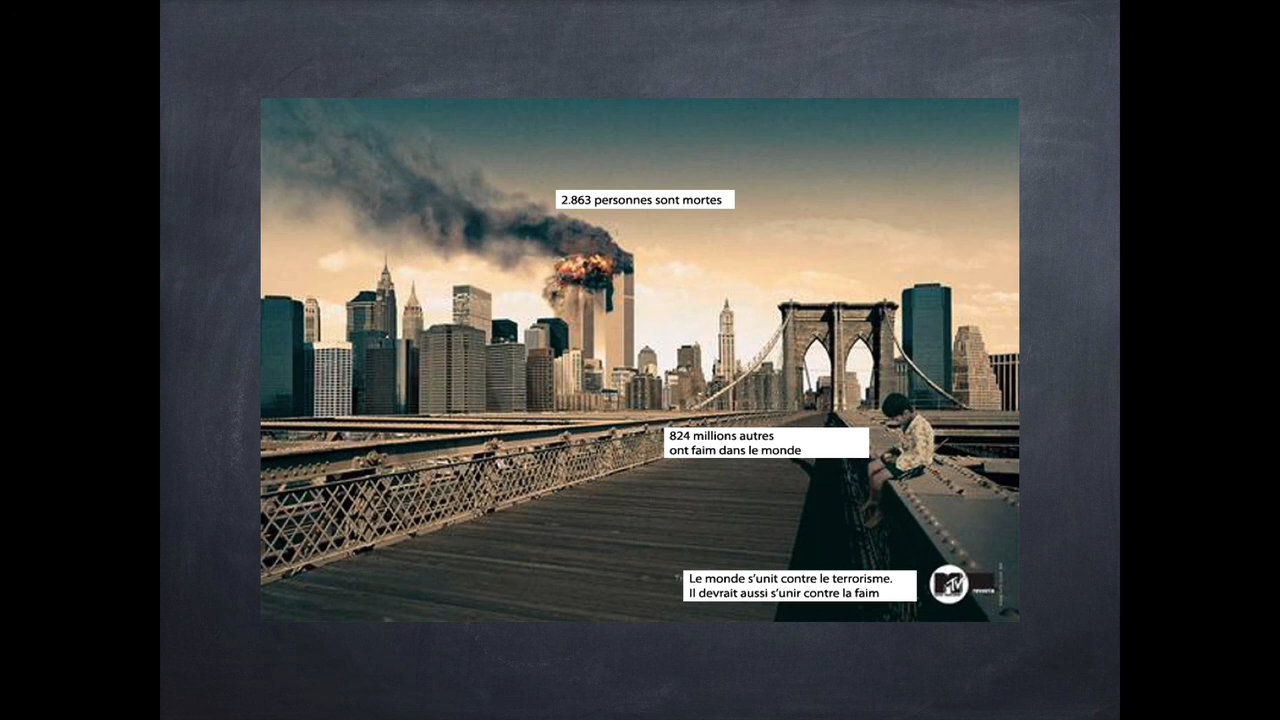 2.863 personnes sont mortes
824 millions autres
ont faim dans le monde
Le monde s’unit contre le terrorisme.
Il devrait aussi s’unir contre la faim
MTV